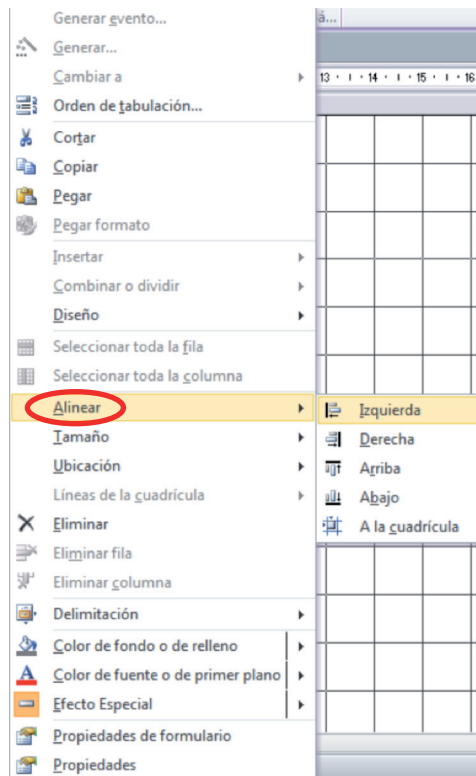 Generar evento...
á...
Generar...
Cambiar a
13 14 15 16
Orden de tabulación...
Cortar
Copiar
Pegar
Pegar formato
Insertar
Combinar o dividir
Diseño
Seleccionar toda la fila
Seleccionar toda la columna
Alinear
Izquierda
Tamaño
Derecha
Ubicación
Arriba
Líneas de la cuadrícula
Abajo
Eliminar
A la cuadrícula
Eliminar fila
Eliminar columna
Delimitación
Color de fondo o de relleno
Color de fuente o de primer plano
Efecto Especial
Propiedades de formulario
Propiedades